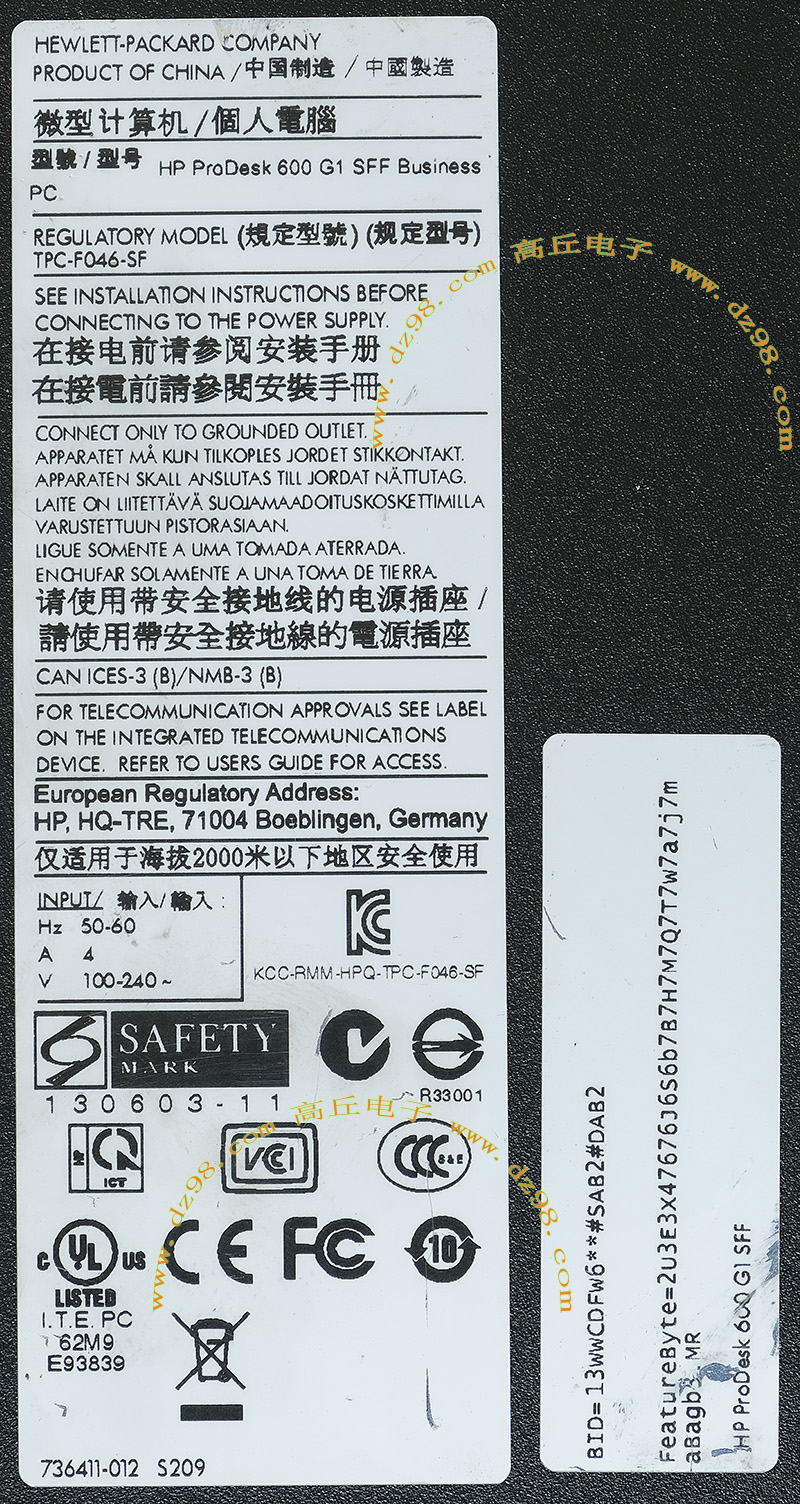 HEWLETT-PACKARD COMPANY
PRODUCT OF CHINA / 中国制造 / 中國製造
微型计算机/個人電腦
型號 / 型号 HP ProDesk 600 G1 SFF Business
PC
REGULATORY MODEL (規定型號) (规定型号)
TPC-F046-SF
SEE INSTALLATION INSTRUCTIONS BEFORE
CONNECTING TO THE POWER SUPPLY.
在接电前请参阅安装手册
在接電前請參閱安裝手冊
CONNECT ONLY TO GROUNDED OUTLET.
APPARATET MÅ KUN TILKOPLES JORDET STIKKONTAKT.
APPARATEN SKALL ANSLUTAS TILL JORDAT NÄTTUTAG.
LAITE ON LIITETTÄVÄ SUOJAMAADOITUSKOSKETTIMILLA
VARUSTETTUUN PISTORASIAAN.
LIGUE SOMENTE A UMA TOMADA ATERRADA.
ENCHUFAR SOLAMENTE A UNA TOMA DE TIERRA.
请使用带安全接地线的电源插座 /
請使用帶安全接地線的電源插座
CAN ICES-3 (B)/NMB-3 (B)
FOR TELECOMMUNICATION APPROVALS SEE LABEL
ON THE INTEGRATED TELECOMMUNICATIONS
DEVICE. REFER TO USERS GUIDE FOR ACCESS.
European Regulatory Address:
HP, HQ-TRE, 71004 Boeblingen, Germany
仅适用于海拔2000米以下地区安全使用
INPUT/ 输入/輸入 :
Hz 50-60
A 4
V 100-240~
KCC-RMM-HPQ-TPC-F046-SF
SAFETY
MARK
130603-11
R33001
ICT
VCCI
CCC S&E
C UL US
LISTED
I.T.E. PC
62M9
E93839
CE
FC
10
736411-012 S209
BID=13WWCDFW6**#SAB2#DAB2
FeatureByte=2U3E3x47676J6S6b7B7H7M7Q7T7W7a7j7m
aBagb MR
HP ProDesk 600 G1 SFF
www.dz98.com 高丘电子 www.dz98.com
www.dz98.com 高丘电子 www.dz98.com